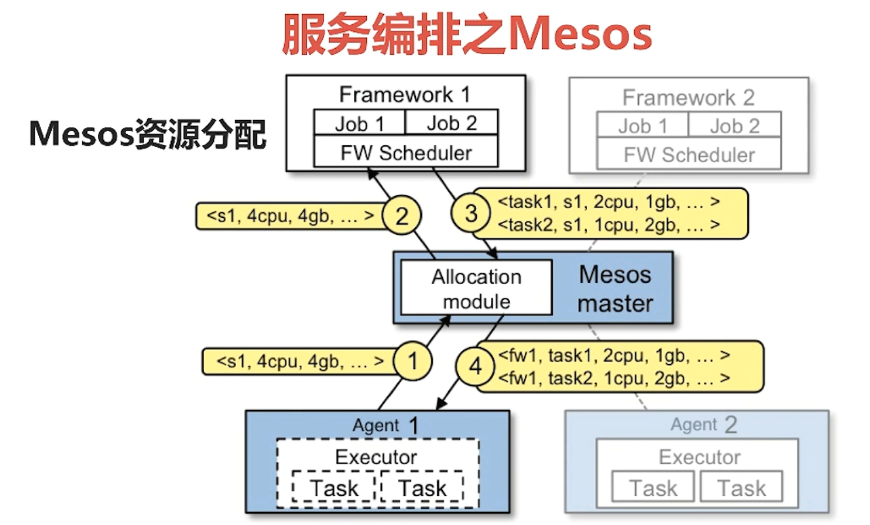 服务编排之Mesos
Mesos资源分配
Framework 1
Job 1
Job 2
FW Scheduler
Framework 2
Job 1
Job 2
FW Scheduler
<s1, 4cpu, 4gb, … >
2
3
<task1, s1, 2cpu, 1gb, … >
<task2, s1, 1cpu, 2gb, … >
Allocation
module
Mesos
master
<s1, 4cpu, 4gb, … >
1
4
<fw1, task1, 2cpu, 1gb, … >
<fw1, task2, 1cpu, 2gb, … >
Agent 1
Executor
Task
Task
Agent 2
Executor
Task
Task